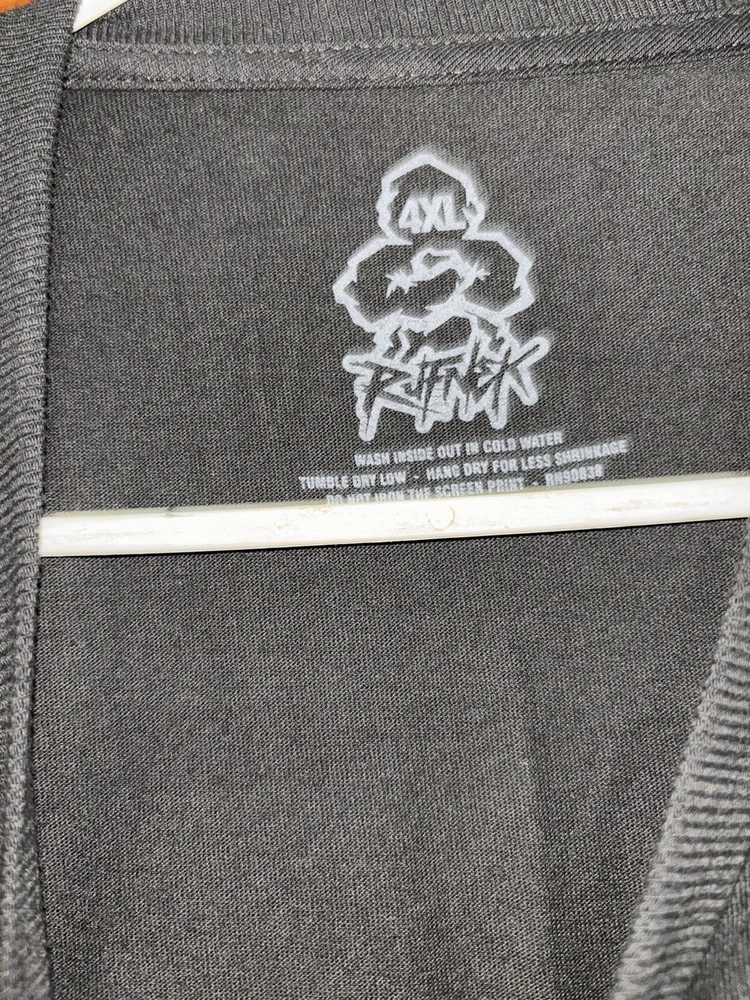 4XL
WASH INSIDE OUT IN COLD WATER
TUMBLE DRY LOW - HANG DRY FOR LESS SHRINKAGE
DO NOT IRON THE SCREEN PRINT - RN90838